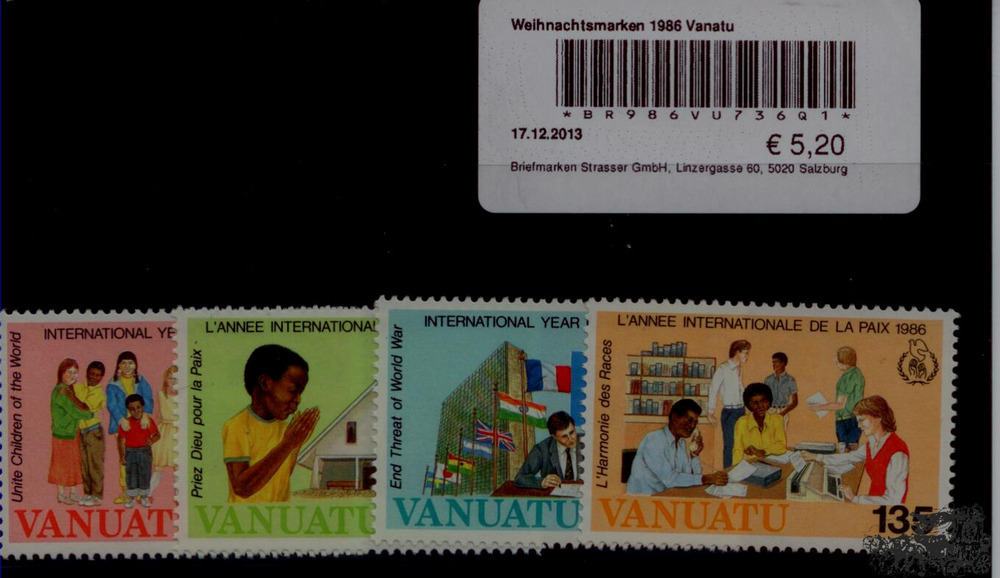 Weihnachtsmarken 1986 Vanatu
*BR986VU736Q1*
17.12.2013
€ 5,20
Briefmarken Strasser GmbH, Linzergasse 60, 5020 Salzburg
INTERNATIONAL YE
Unite Children of the World
VANUAT
L'ANNEE INTERNATIONAL
Priez Dieu pour la Paix
VANUATU
INTERNATIONAL YEAR
End Threat of World War
VANUATU
L'ANNEE INTERNATIONALE DE LA PAIX 1986
L'Harmonie des Races
VANUATU
135